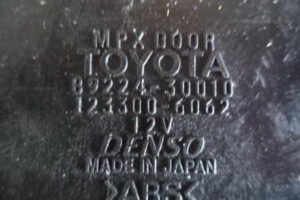 MPX DOOR
TOYOTA
89224-30010
123300-6062
12V
DENSO
MADE IN JAPAN
>ABS<